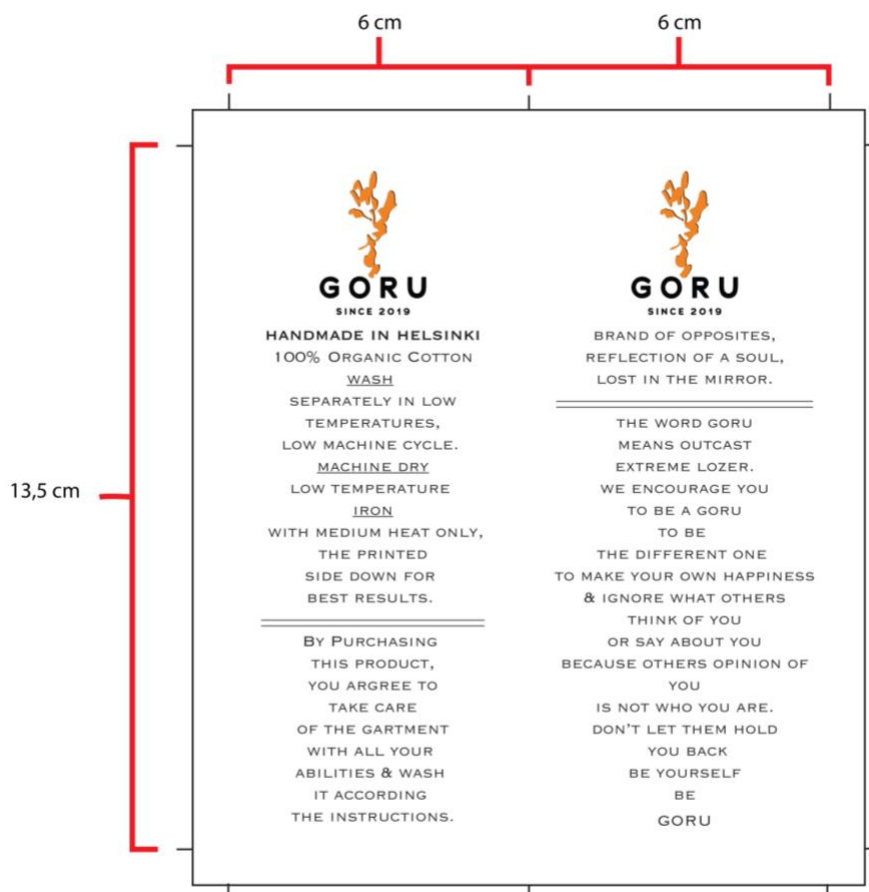 6 cm
6 cm
13,5 cm
GORU
SINCE 2019
HANDMADE IN HELSINKI
100% ORGANIC COTTON
WASH
SEPARATELY IN LOW
TEMPERATURES,
LOW MACHINE CYCLE.
MACHINE DRY
LOW TEMPERATURE
IRON
WITH MEDIUM HEAT ONLY,
THE PRINTED
SIDE DOWN FOR
BEST RESULTS.
BY PURCHASING
THIS PRODUCT,
YOU ARGREE TO
TAKE CARE
OF THE GARTMENT
WITH ALL YOUR
ABILITIES & WASH
IT ACCORDING
THE INSTRUCTIONS.
GORU
SINCE 2019
BRAND OF OPPOSITES,
REFLECTION OF A SOUL,
LOST IN THE MIRROR.
THE WORD GORU
MEANS OUTCAST
EXTREME LOZER.
WE ENCOURAGE YOU
TO BE A GORU
TO BE
THE DIFFERENT ONE
TO MAKE YOUR OWN HAPPINESS
& IGNORE WHAT OTHERS
THINK OF YOU
OR SAY ABOUT YOU
BECAUSE OTHERS OPINION OF
YOU
IS NOT WHO YOU ARE.
DON'T LET THEM HOLD
YOU BACK
BE YOURSELF
BE
GORU